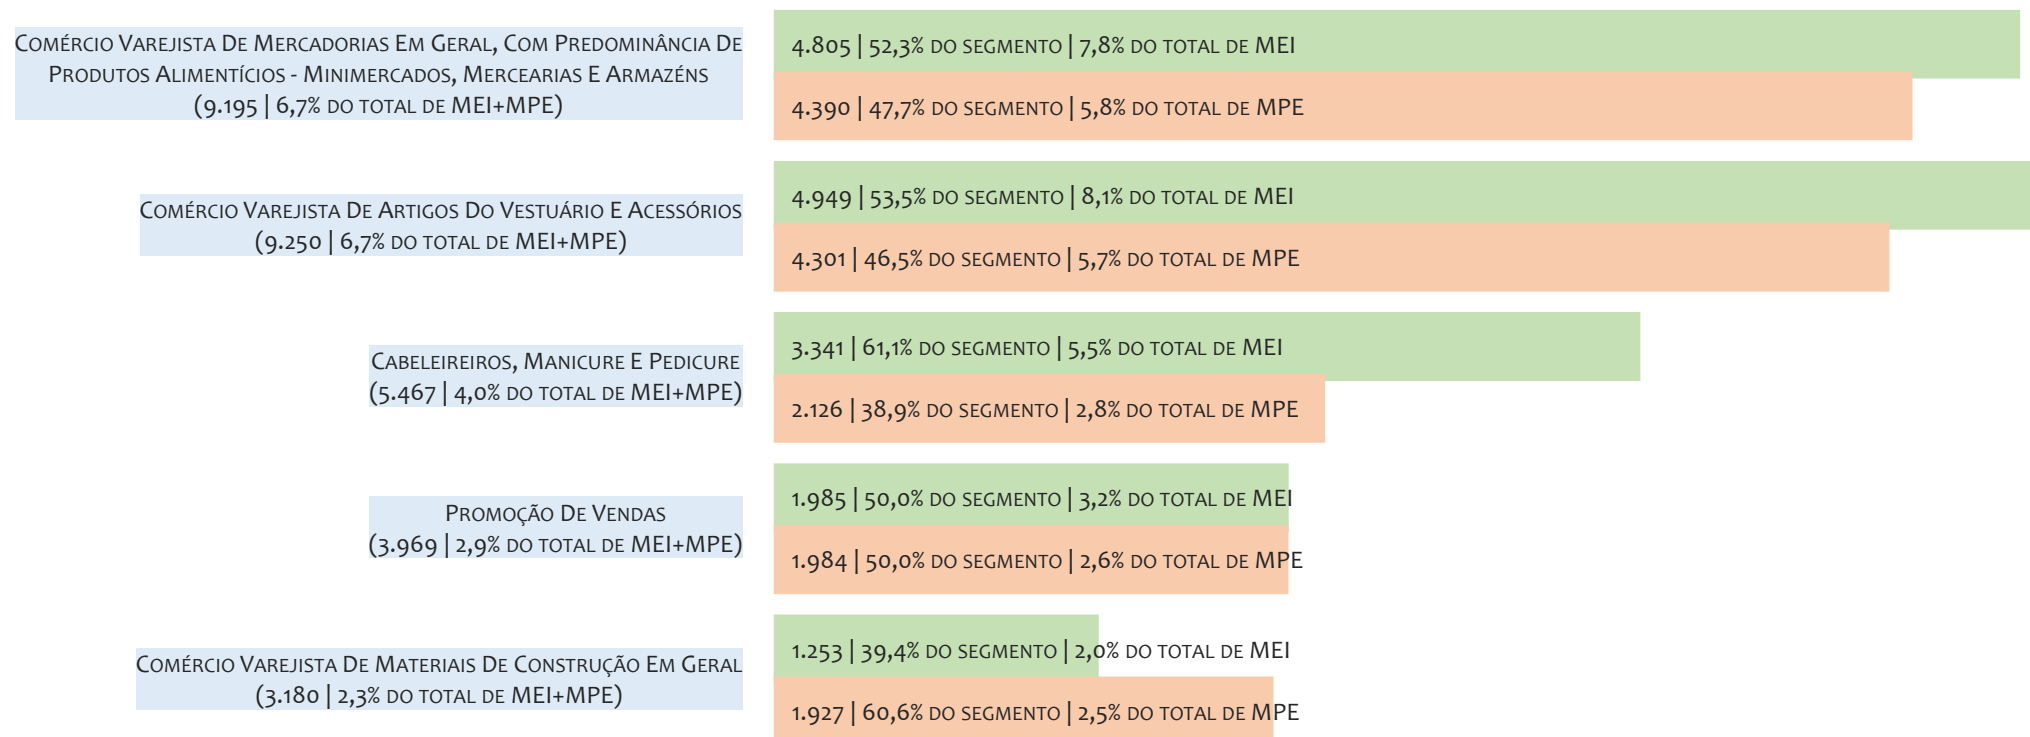 Comércio Varejista De Mercadorias Em Geral, Com Predominância De
Produtos Alimentícios - Minimercados, Mercearias E Armazéns
(9.195 | 6,7% do total de MEI+MPE)
4.805 | 52,3% do segmento | 7,8% do total de MEI
4.390 | 47,7% do segmento | 5,8% do total de MPE
Comércio Varejista De Artigos Do Vestuário E Acessórios
(9.250 | 6,7% do total de MEI+MPE)
4.949 | 53,5% do segmento | 8,1% do total de MEI
4.301 | 46,5% do segmento | 5,7% do total de MPE
Cabeleireiros, Manicure E Pedicure
(5.467 | 4,0% do total de MEI+MPE)
3.341 | 61,1% do segmento | 5,5% do total de MEI
2.126 | 38,9% do segmento | 2,8% do total de MPE
Promoção De Vendas
(3.969 | 2,9% do total de MEI+MPE)
1.985 | 50,0% do segmento | 3,2% do total de MEI
1.984 | 50,0% do segmento | 2,6% do total de MPE
Comércio Varejista De Materiais De Construção Em Geral
(3.180 | 2,3% do total de MEI+MPE)
1.253 | 39,4% do segmento | 2,0% do total de MEI
1.927 | 60,6% do segmento | 2,5% do total de MPE